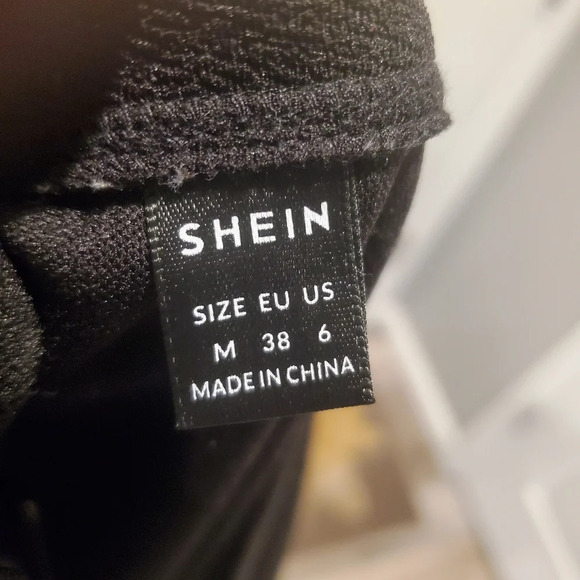 SHEIN
SIZE EU US
M 38 6
MADE IN CHINA